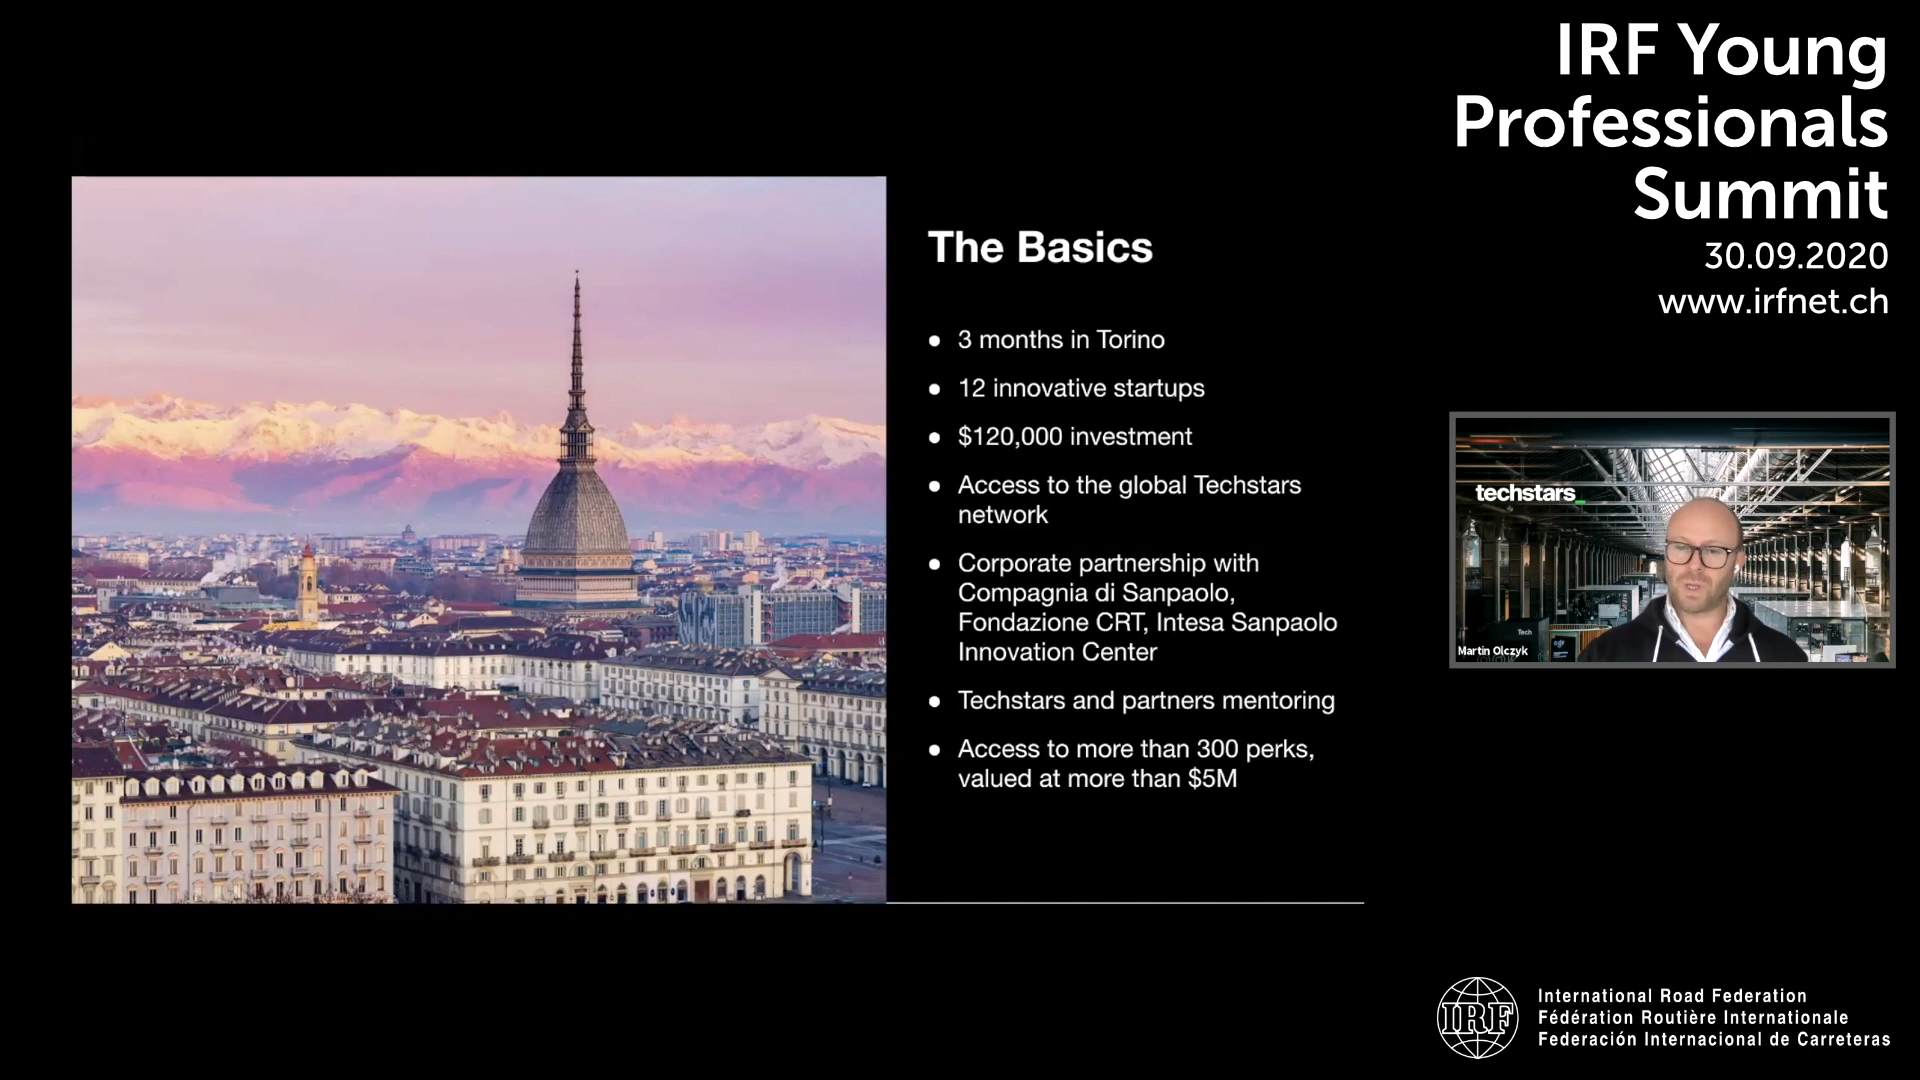 IRF Young
Professionals
Summit
30.09.2020
www.irfnet.ch
The Basics
● 3 months in Torino
● 12 innovative startups
● $120,000 investment
● Access to the global Techstars
network
● Corporate partnership with
Compagnia di Sanpaolo,
Fondazione CRT, Intesa Sanpaolo
Innovation Center
● Techstars and partners mentoring
● Access to more than 300 perks,
valued at more than $5M
techstars_
Tech
Martin Olczyk
IRF
International Road Federation
Fédération Routière Internationale
Federación Internacional de Carreteras